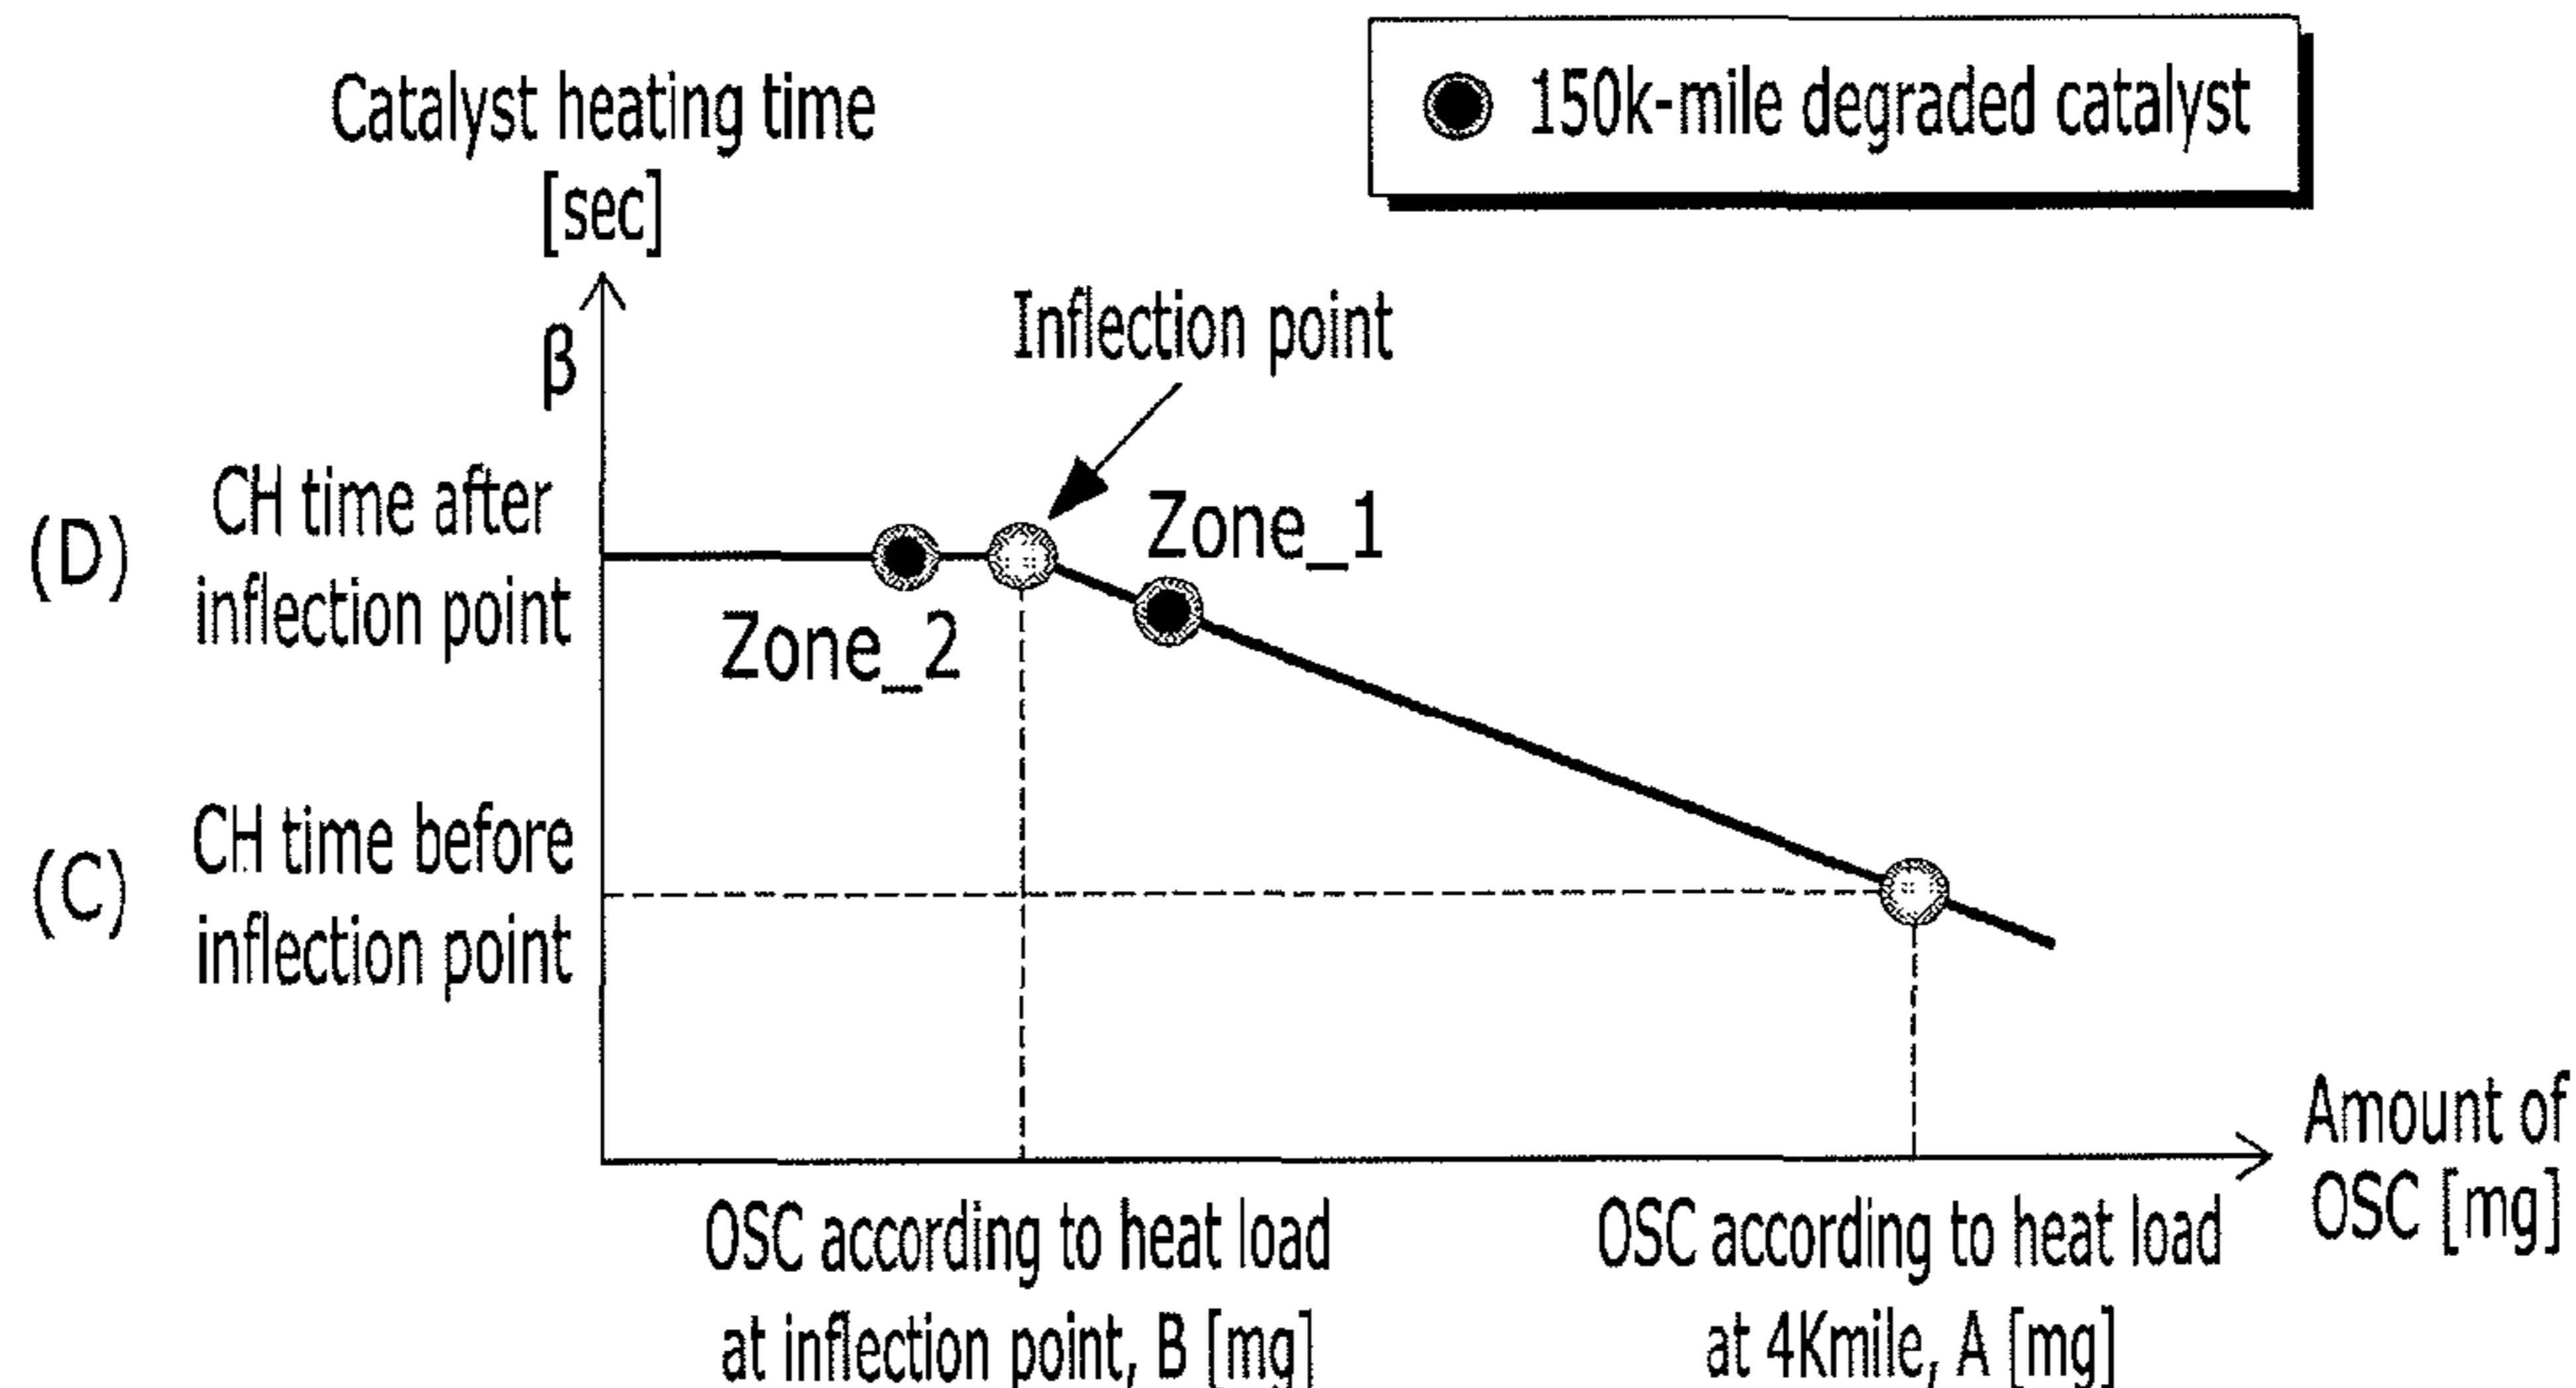 150k-mile degraded catalyst
Catalyst heating time
[sec]
β
Inflection point
(D)
CH time after
inflection point
Zone_1
Zone_2
(C)
CH time before
inflection point
Amount of
OSC [mg]
OSC according to heat load
at inflection point, B [mg]
OSC according to heat load
at 4Kmile, A [mg]